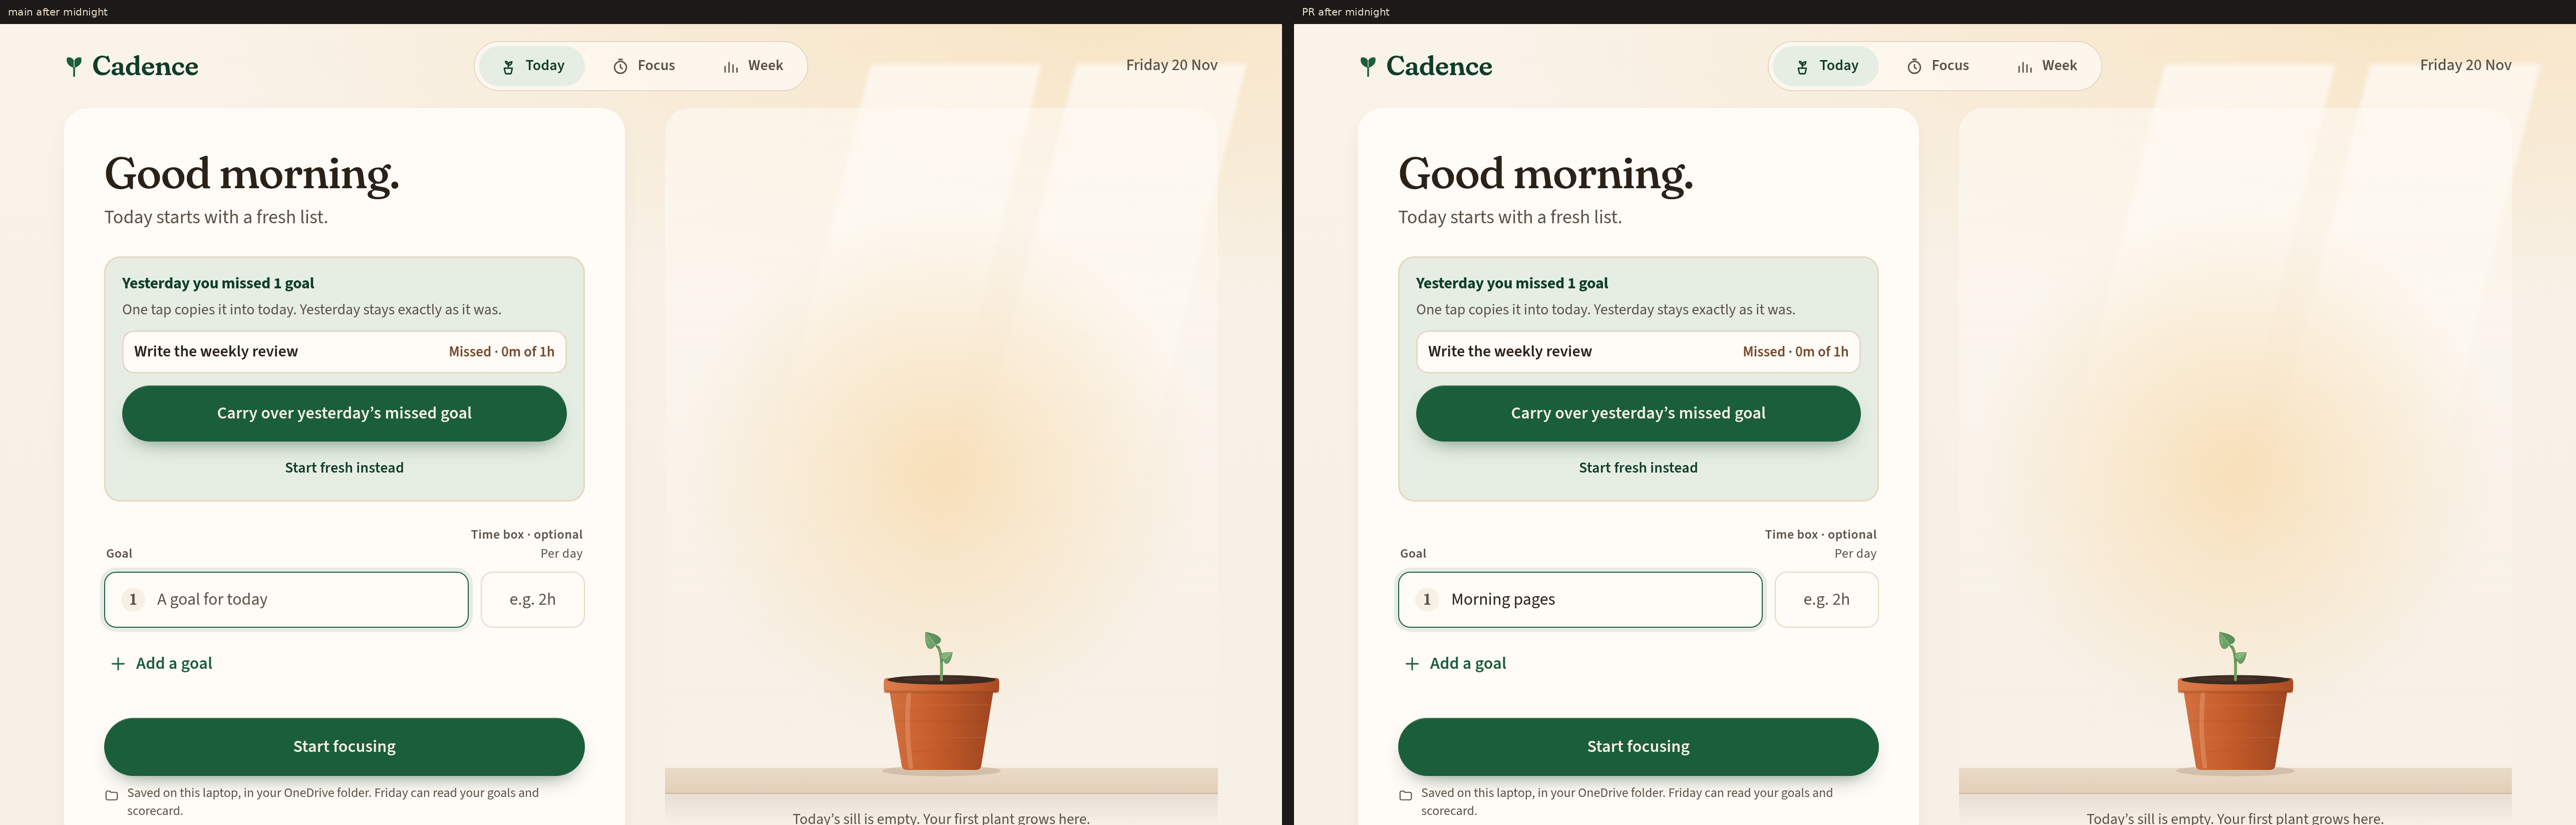 main after midnight
Cadence
Today
Focus
Week
Friday 20 Nov
Good morning.
Today starts with a fresh list.
Yesterday you missed 1 goal
One tap copies it into today. Yesterday stays exactly as it was.
Write the weekly review
Missed · 0m of 1h
Carry over yesterday’s missed goal
Start fresh instead
Time box · optional
Goal
Per day
1
A goal for today
e.g. 2h
Add a goal
Start focusing
Saved on this laptop, in your OneDrive folder. Friday can read your goals and
scorecard.
Today’s sill is empty. Your first plant grows here.
PR after midnight
Cadence
Today
Focus
Week
Friday 20 Nov
Good morning.
Today starts with a fresh list.
Yesterday you missed 1 goal
One tap copies it into today. Yesterday stays exactly as it was.
Write the weekly review
Missed · 0m of 1h
Carry over yesterday’s missed goal
Start fresh instead
Time box · optional
Goal
Per day
1
Morning pages
e.g. 2h
Add a goal
Start focusing
Saved on this laptop, in your OneDrive folder. Friday can read your goals and
scorecard.
Today’s sill is empty. Your first plant grows here.